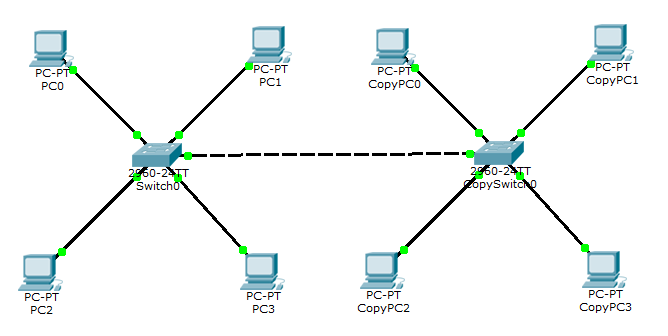 PC-PT
PC0
PC-PT
PC1
PC-PT
CopyPC0
PC-PT
CopyPC1
2960-24TT
Switch0
2960-24TT
CopySwitch0
PC-PT
PC2
PC-PT
PC3
PC-PT
CopyPC2
PC-PT
CopyPC3